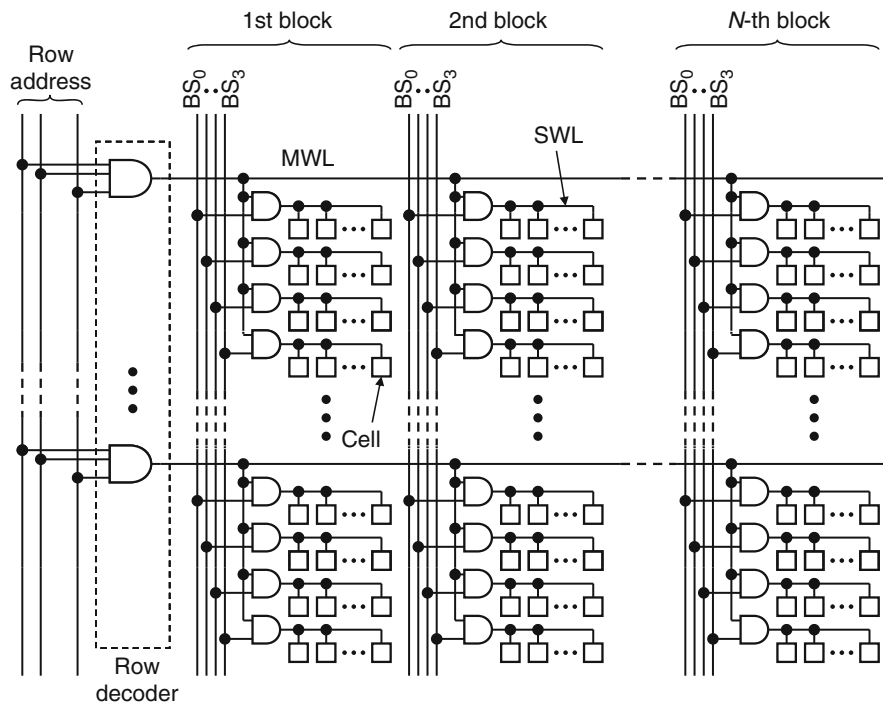 1st block
2nd block
N-th block
Row
address
BS0
BS3
BS0
BS3
BS0
BS3
MWL
SWL
Cell
Row
decoder